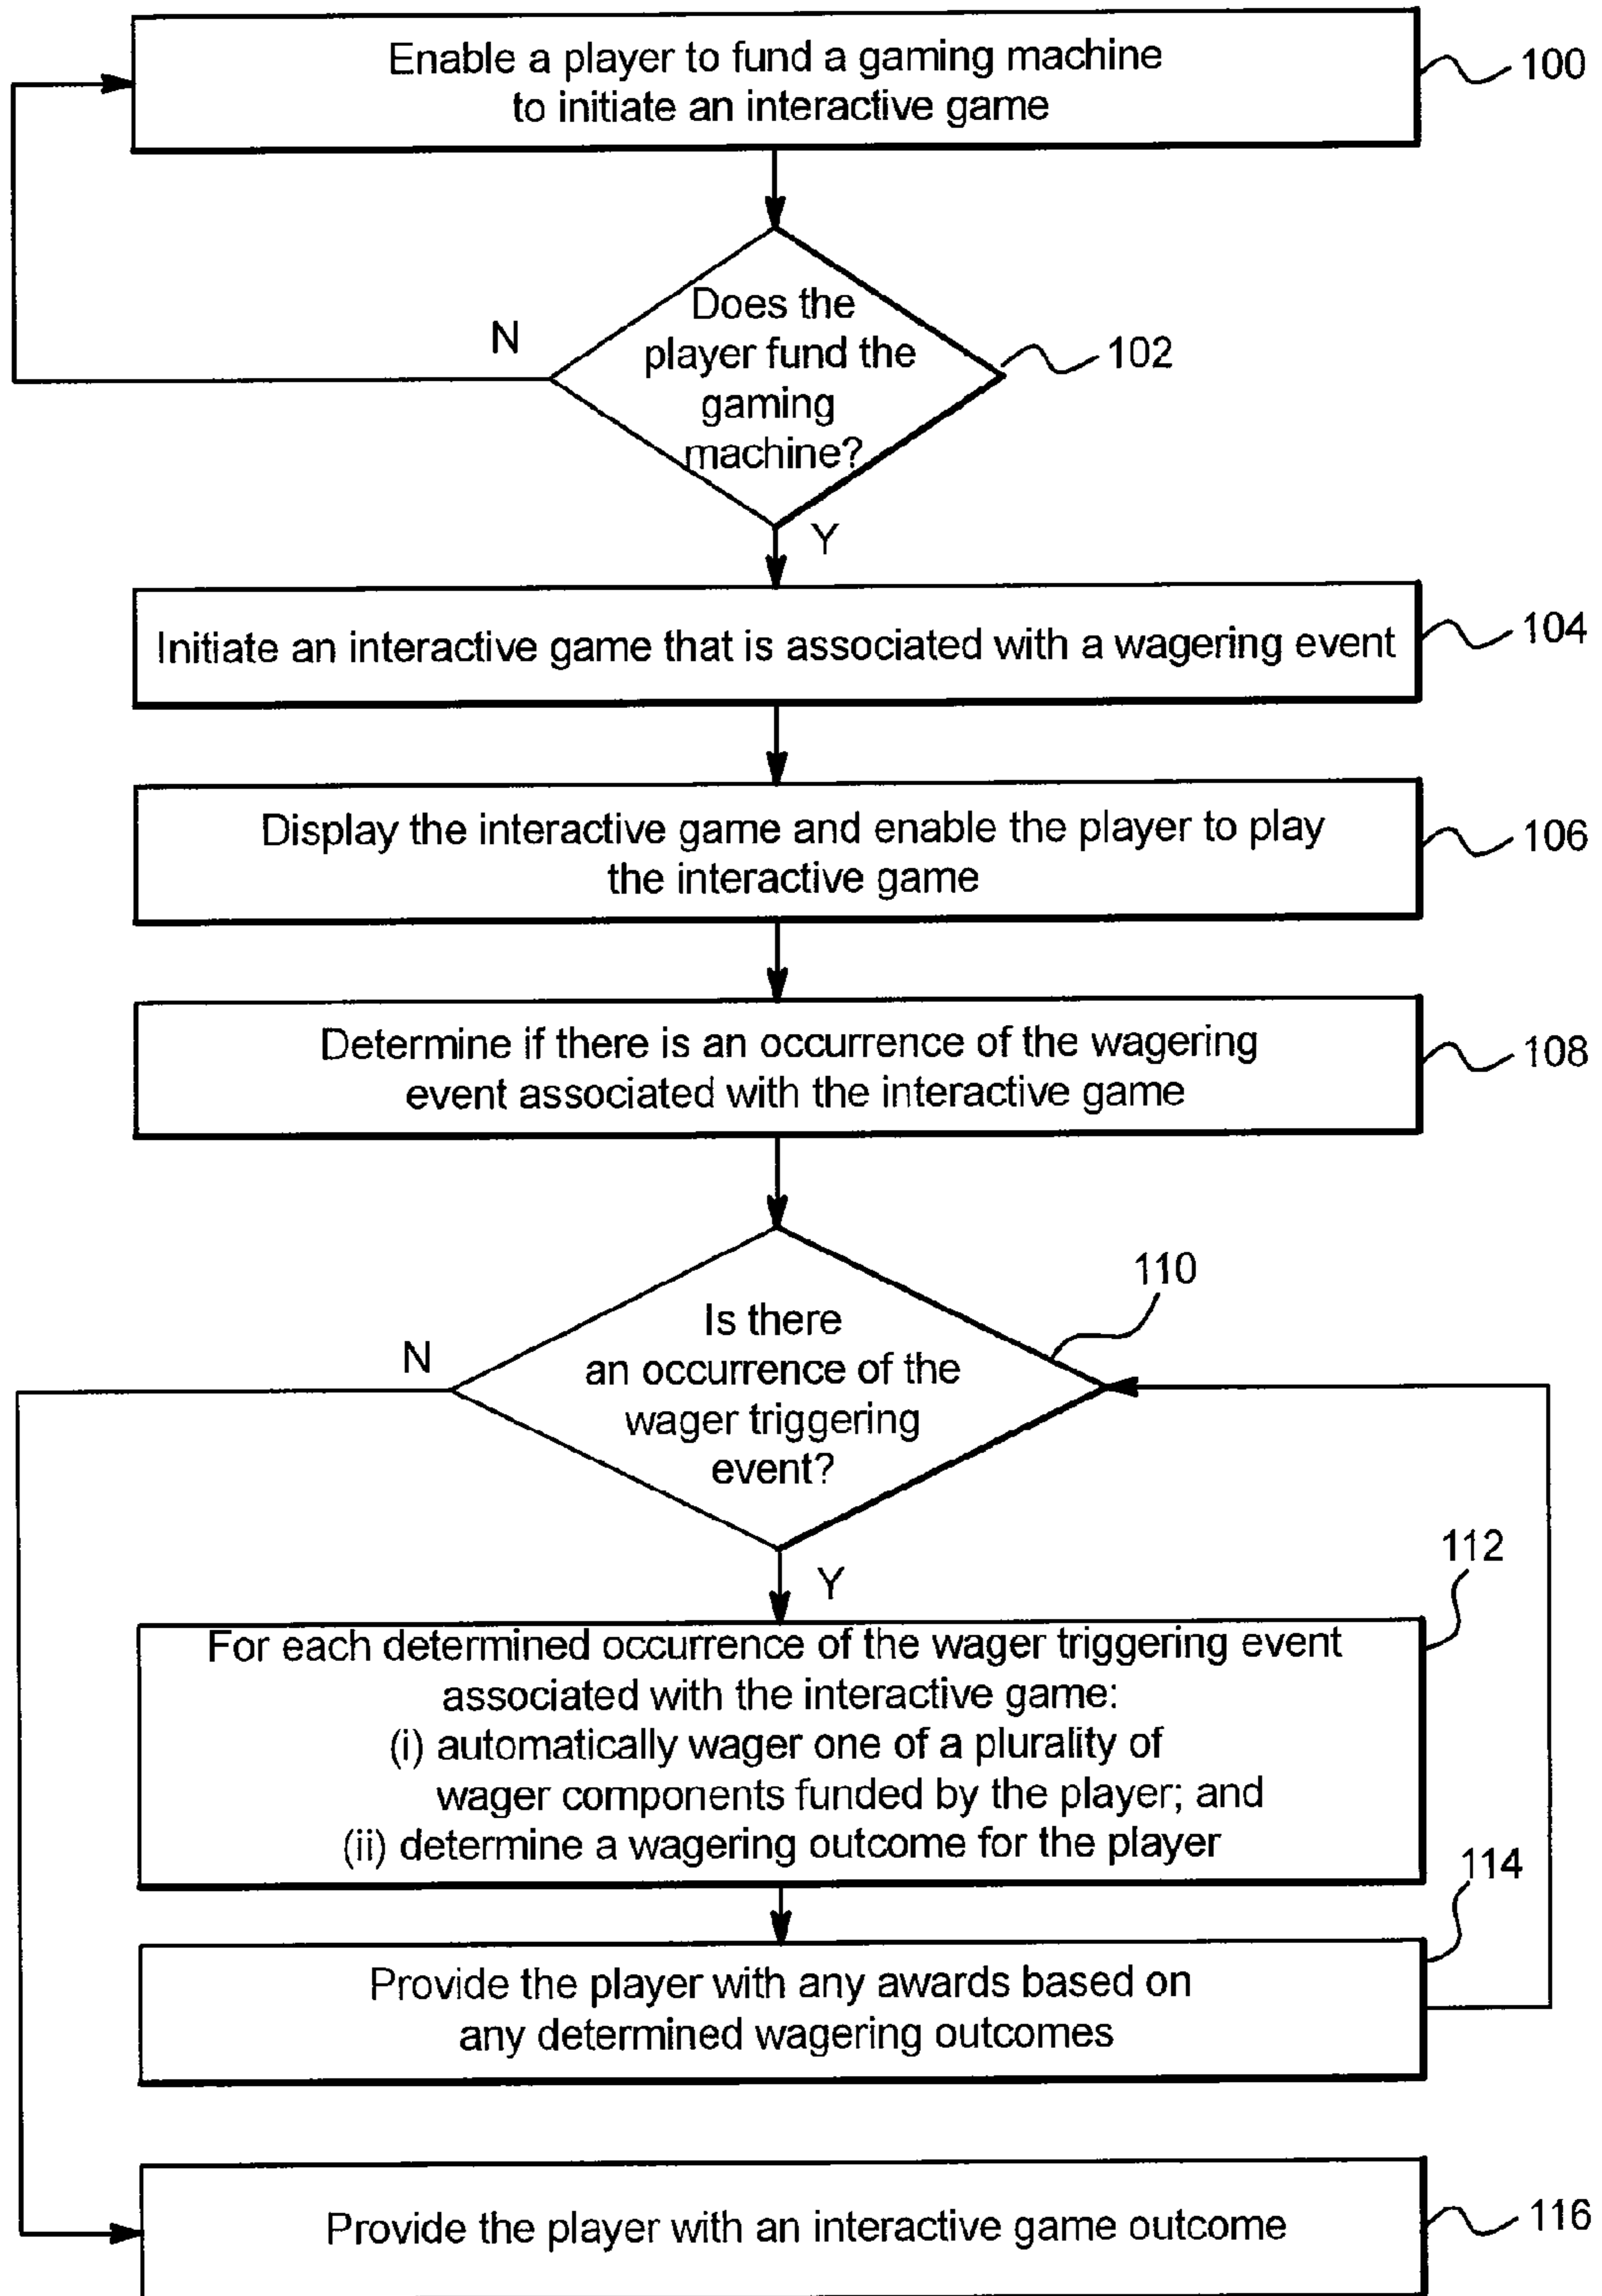 Enable a player to fund a gaming machine
to initiate an interactive game
100
Does the
player fund the
gaming
machine?
102
N
Y
Initiate an interactive game that is associated with a wagering event
104
Display the interactive game and enable the player to play
the interactive game
106
Determine if there is an occurrence of the wagering
event associated with the interactive game
108
110
Is there
an occurrence of the
wager triggering
event?
N
Y
112
For each determined occurrence of the wager triggering event
associated with the interactive game:
(i) automatically wager one of a plurality of
wager components funded by the player; and
(ii) determine a wagering outcome for the player
114
Provide the player with any awards based on
any determined wagering outcomes
Provide the player with an interactive game outcome
116